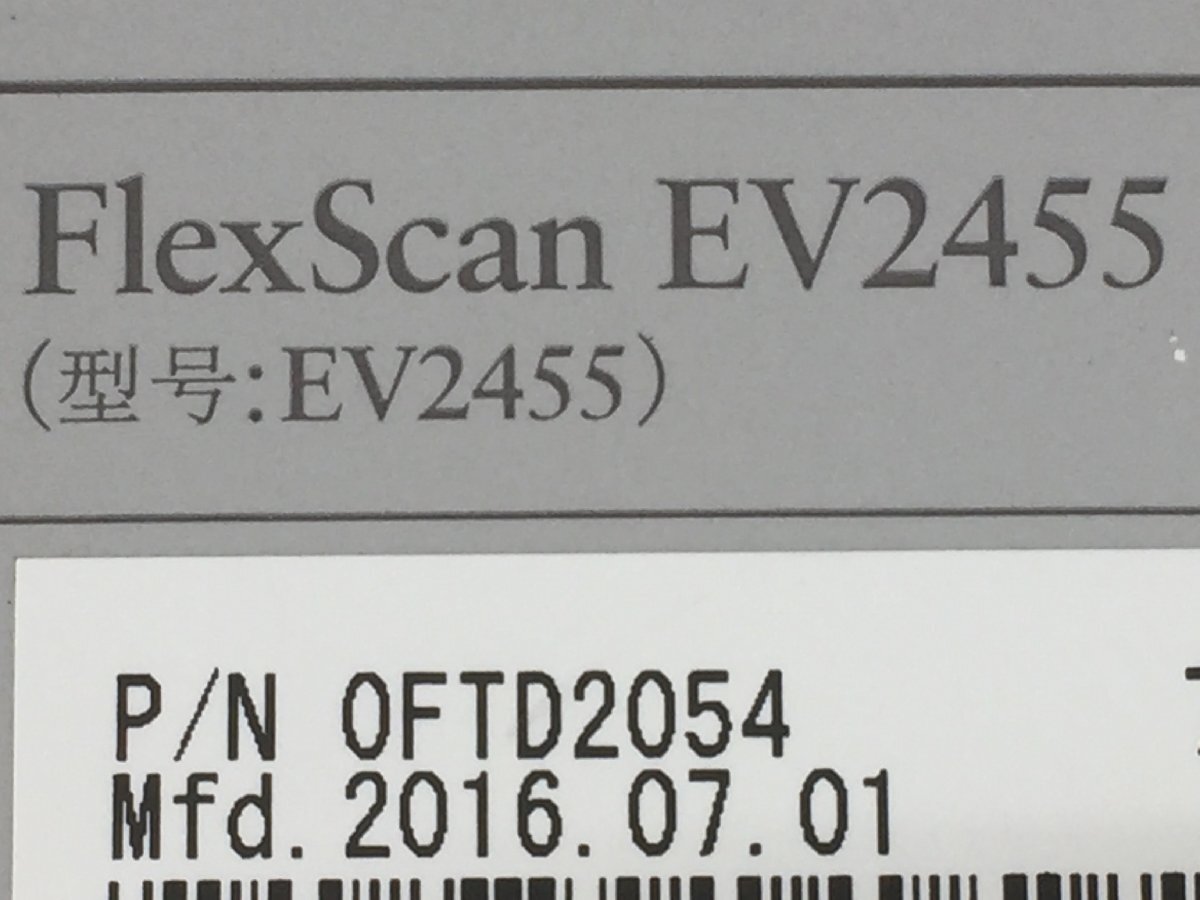 FlexScan EV2455
(型号:EV2455)
P/N 0FTD2054
Mfd.2016.07.01